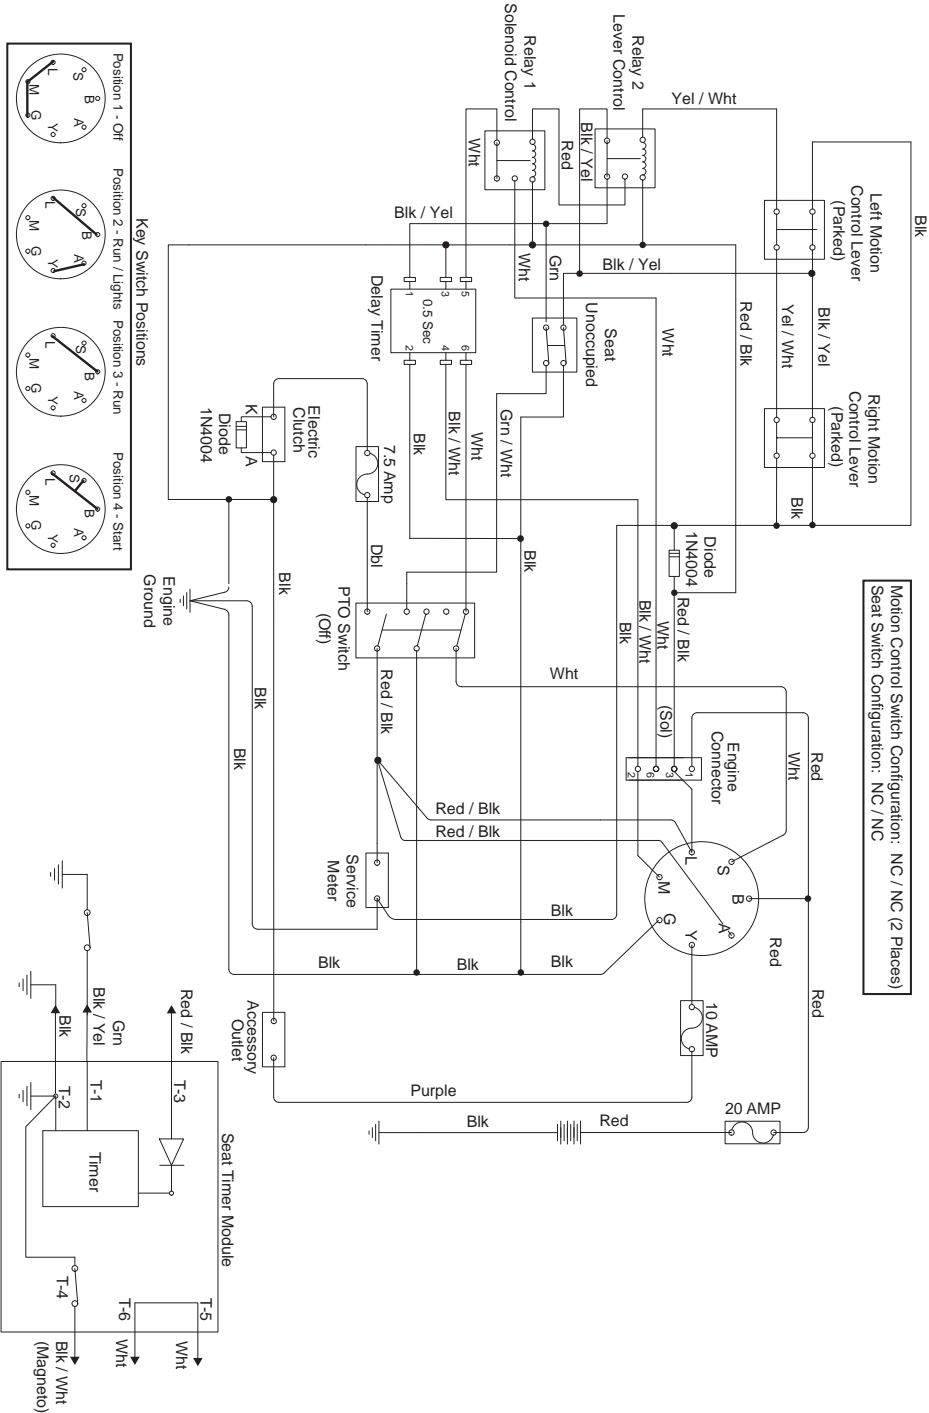 Motion Control Switch Configuration:  NC / NC (2 Places)
Seat Switch Configuration:  NC / NC
Blk
Left Motion
Control Lever
(Parked)
Right Motion
Control Lever
(Parked)
Yel / Wht
Blk / Yel
Yel / Wht
Blk
Relay 2
Lever Control
Relay 1
Solenoid Control
Red
Blk / Yel
Wht
Blk / Yel
Wht
Grn
Blk / Yel
Wht
Red / Blk
Seat
Unoccupied
Delay Timer
0.5 Sec
1
3
5
2
4
6
Blk
Blk / Wht
Wht
Grn / Wht
Blk
Diode
1N4004
Red / Blk
Wht
Blk / Wht
Blk
(Sol)
Engine
Connector
1
3
6
2
Electric
Clutch
K
A
Diode
1N4004
7.5 Amp
Dbl
PTO Switch
(Off)
Blk
Engine
Ground
Blk
Blk
Red / Blk
Wht
Wht
Red
Red / Blk
Red / Blk
Service
Meter
Blk
L
S
B
A
Y
G
M
Red
Red
Blk
Blk
Blk
10 AMP
Accessory
Outlet
Purple
20 AMP
Red
Blk
Key Switch Positions
Position 1 - Off
B
A
Y
G
M
L
S
Position 2 - Run / Lights
B
A
Y
G
M
L
S
Position 3 - Run
B
A
Y
G
M
L
S
Position 4 - Start
B
A
Y
G
M
L
S
Seat Timer Module
Red / Blk
Grn
Blk / Yel
Blk
T-3
T-1
T-2
Timer
T-4
T-5
T-6
Wht
Wht
Blk / Wht
(Magneto)